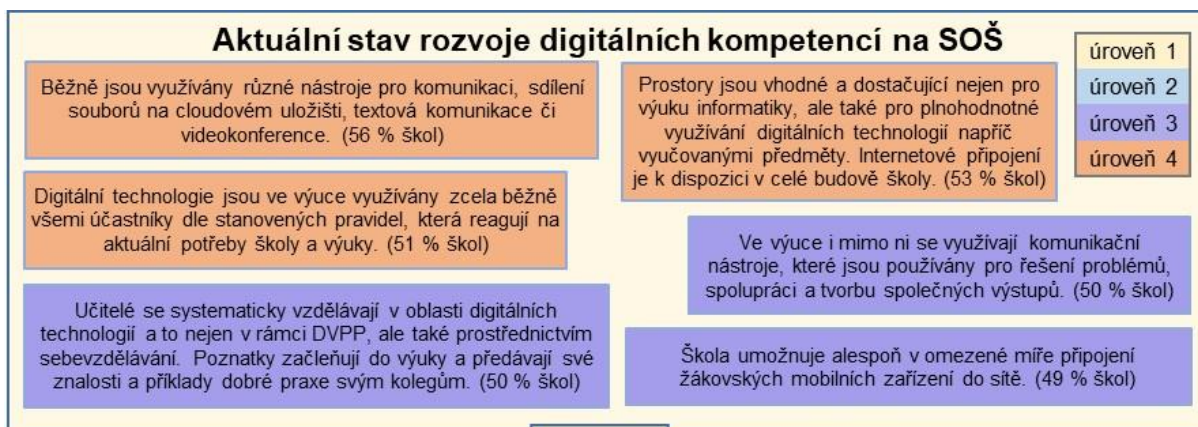 Aktuální stav rozvoje digitálních kompetencí na SOŠ
úroveň 1
úroveň 2
úroveň 3
úroveň 4
Běžně jsou využívány různé nástroje pro komunikaci, sdílení
souborů na cloudovém uložišti, textová komunikace či
videokonference. (56 % škol)
Prostory jsou vhodné a dostačující nejen pro
výuku informatiky, ale také pro plnohodnotné
využívání digitálních technologií napříč
vyučovanými předměty. Internetové připojení
je k dispozici v celé budově školy. (53 % škol)
Digitální technologie jsou ve výuce využívány zcela běžně
všemi účastníky dle stanovených pravidel, která reagují na
aktuální potřeby školy a výuky. (51 % škol)
Ve výuce i mimo ni se využívají komunikační
nástroje, které jsou používány pro řešení problémů,
spolupráci a tvorbu společných výstupů. (50 % škol)
Učitelé se systematicky vzdělávají v oblasti digitálních
technologií a to nejen v rámci DVPP, ale také prostřednictvím
sebevzdělávání. Poznatky začleňují do výuky a předávají své
znalosti a příklady dobré praxe svým kolegům. (50 % škol)
Škola umožnuje alespoň v omezené míře připojení
žákovských mobilních zařízení do sítě. (49 % škol)